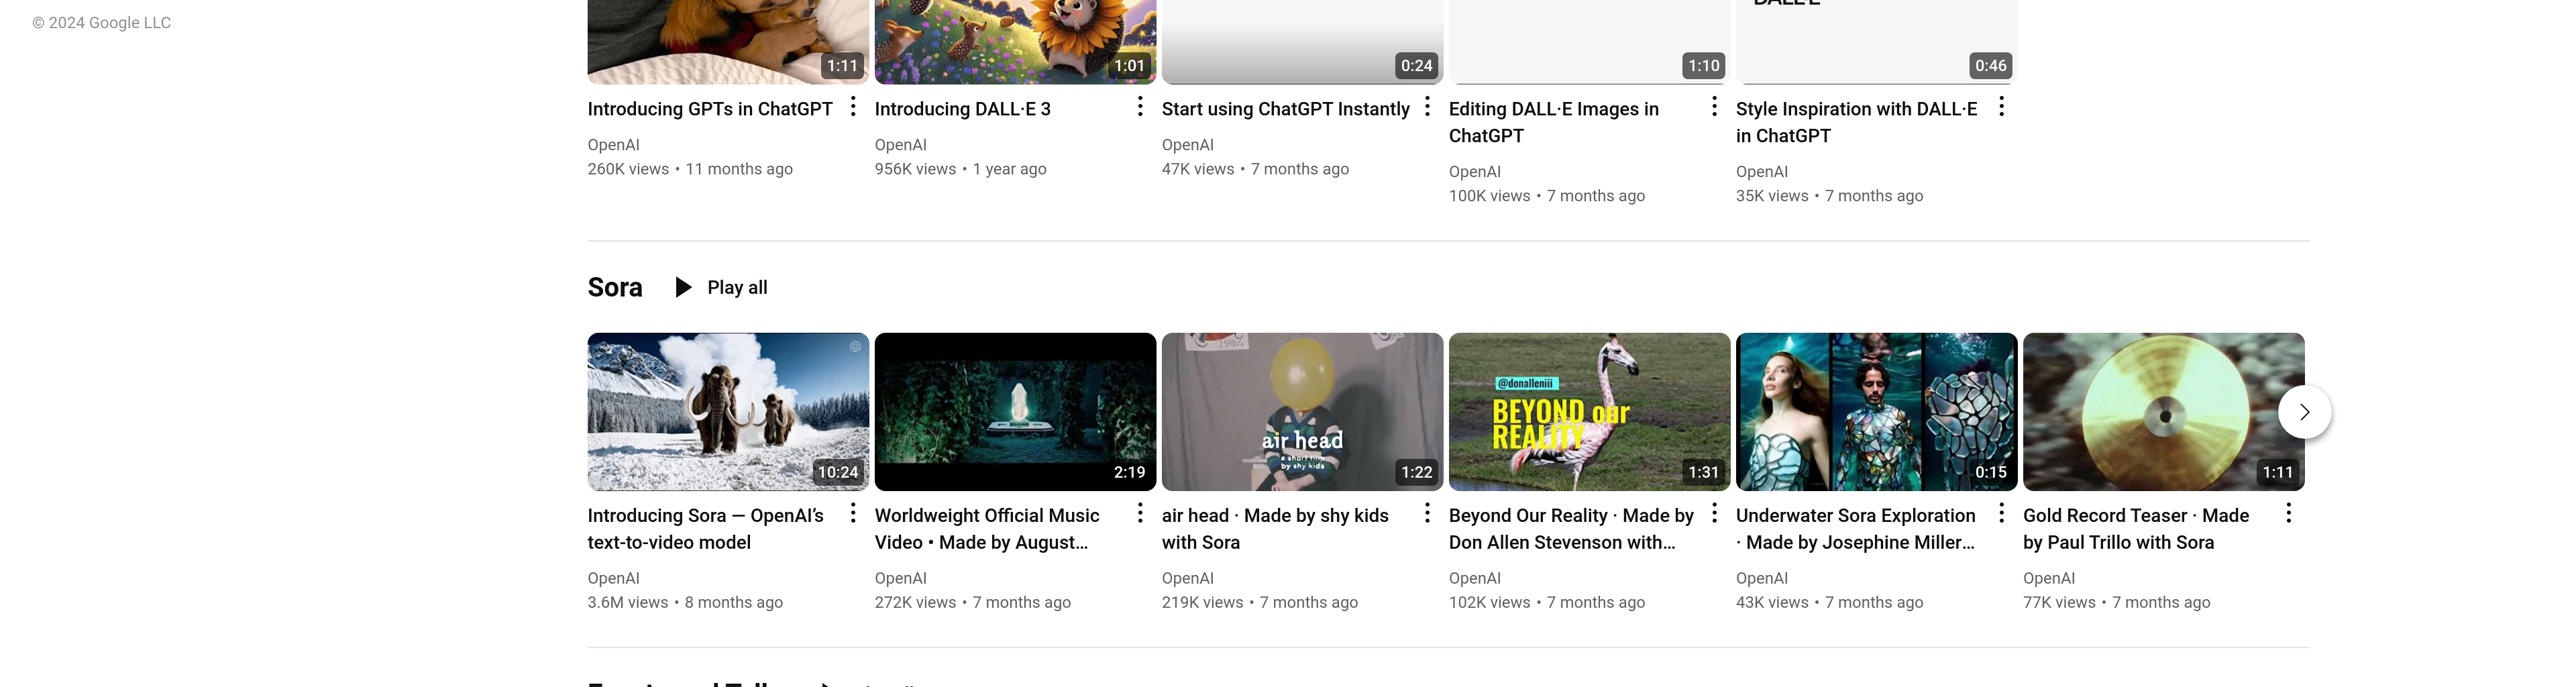 © 2024 Google LLC
1:11
1:01
0:24
1:10
0:46
Introducing GPTs in ChatGPT
OpenAI
260K views • 11 months ago
Introducing DALL·E 3
OpenAI
956K views • 1 year ago
Start using ChatGPT Instantly
OpenAI
47K views • 7 months ago
Editing DALL·E Images in
ChatGPT
OpenAI
100K views • 7 months ago
Style Inspiration with DALL·E
in ChatGPT
OpenAI
35K views • 7 months ago
Sora
Play all
10:24
Introducing Sora — OpenAI’s
text-to-video model
OpenAI
3.6M views • 8 months ago
2:19
Worldweight Official Music
Video • Made by August...
OpenAI
272K views • 7 months ago
1984
air head
a short film
by shy kids
1:22
air head · Made by shy kids
with Sora
OpenAI
219K views • 7 months ago
@donalleniii
BEYOND our
REALITY
1:31
Beyond Our Reality · Made by
Don Allen Stevenson with...
OpenAI
102K views • 7 months ago
0:15
Underwater Sora Exploration
· Made by Josephine Miller...
OpenAI
43K views • 7 months ago
1:11
Gold Record Teaser · Made
by Paul Trillo with Sora
OpenAI
77K views • 7 months ago